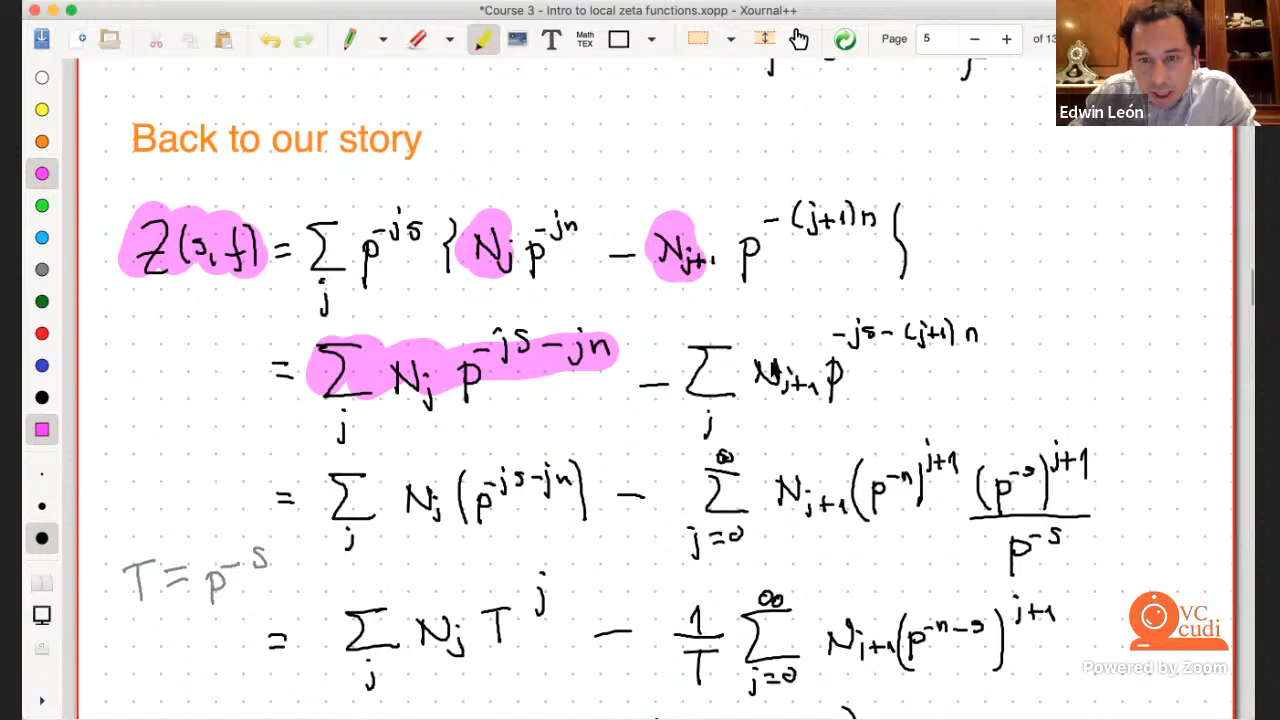 *Course 3 - Intro to local zeta functions.xopp - Xournal++
T Math TEX Page 5 of 13
Edwin León
Back to our story
Z(s,f) = ∑_j p^{-js} { N_j p^{-jn} - N_{j+1} p^{-(j+1)n} }
= ∑_j N_j p^{-js-jn} - ∑_j N_{j+1} p^{-js-(j+1)n}
= ∑_j N_j (p^{-js-jn}) - ∑_{j=0}^{∞} N_{j+1} (p^{-n})^{j+1} (p^{-s})^{j+1} / p^{-s}
T = p^{-s}
= ∑_j N_j T^j - 1/T ∑_{j=0}^{∞} N_{j+1} (p^{-n-s})^{j+1}
VC
cudi
Powered by Zoom